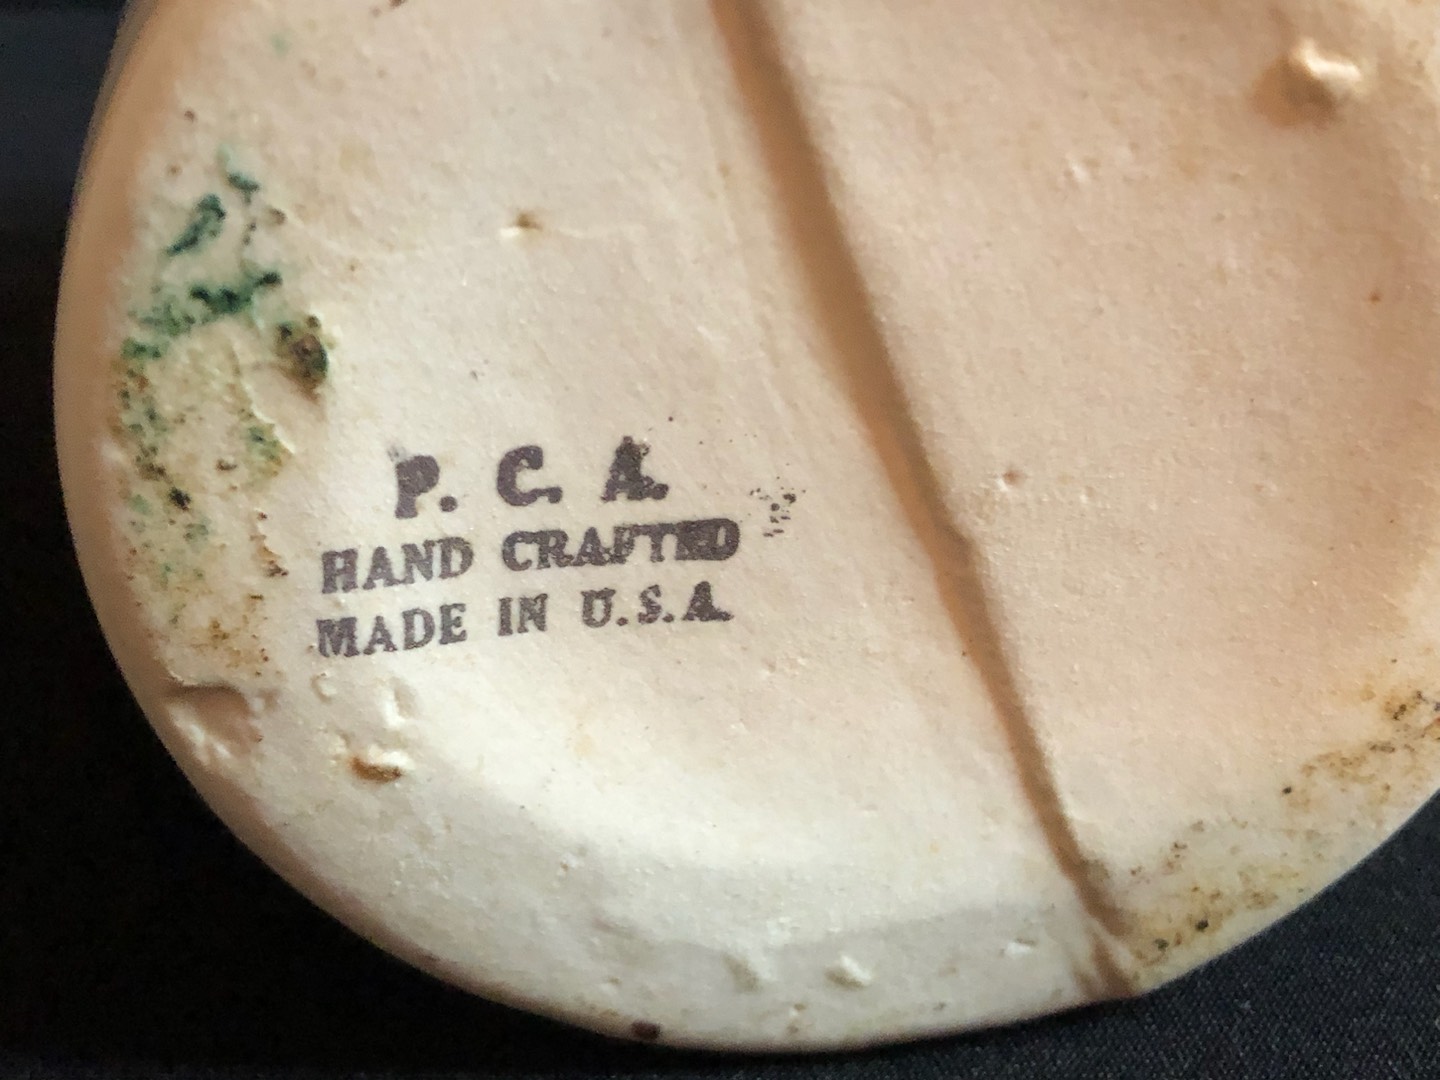 P. C. A.
HAND CRAFTED
MADE IN U.S.A.